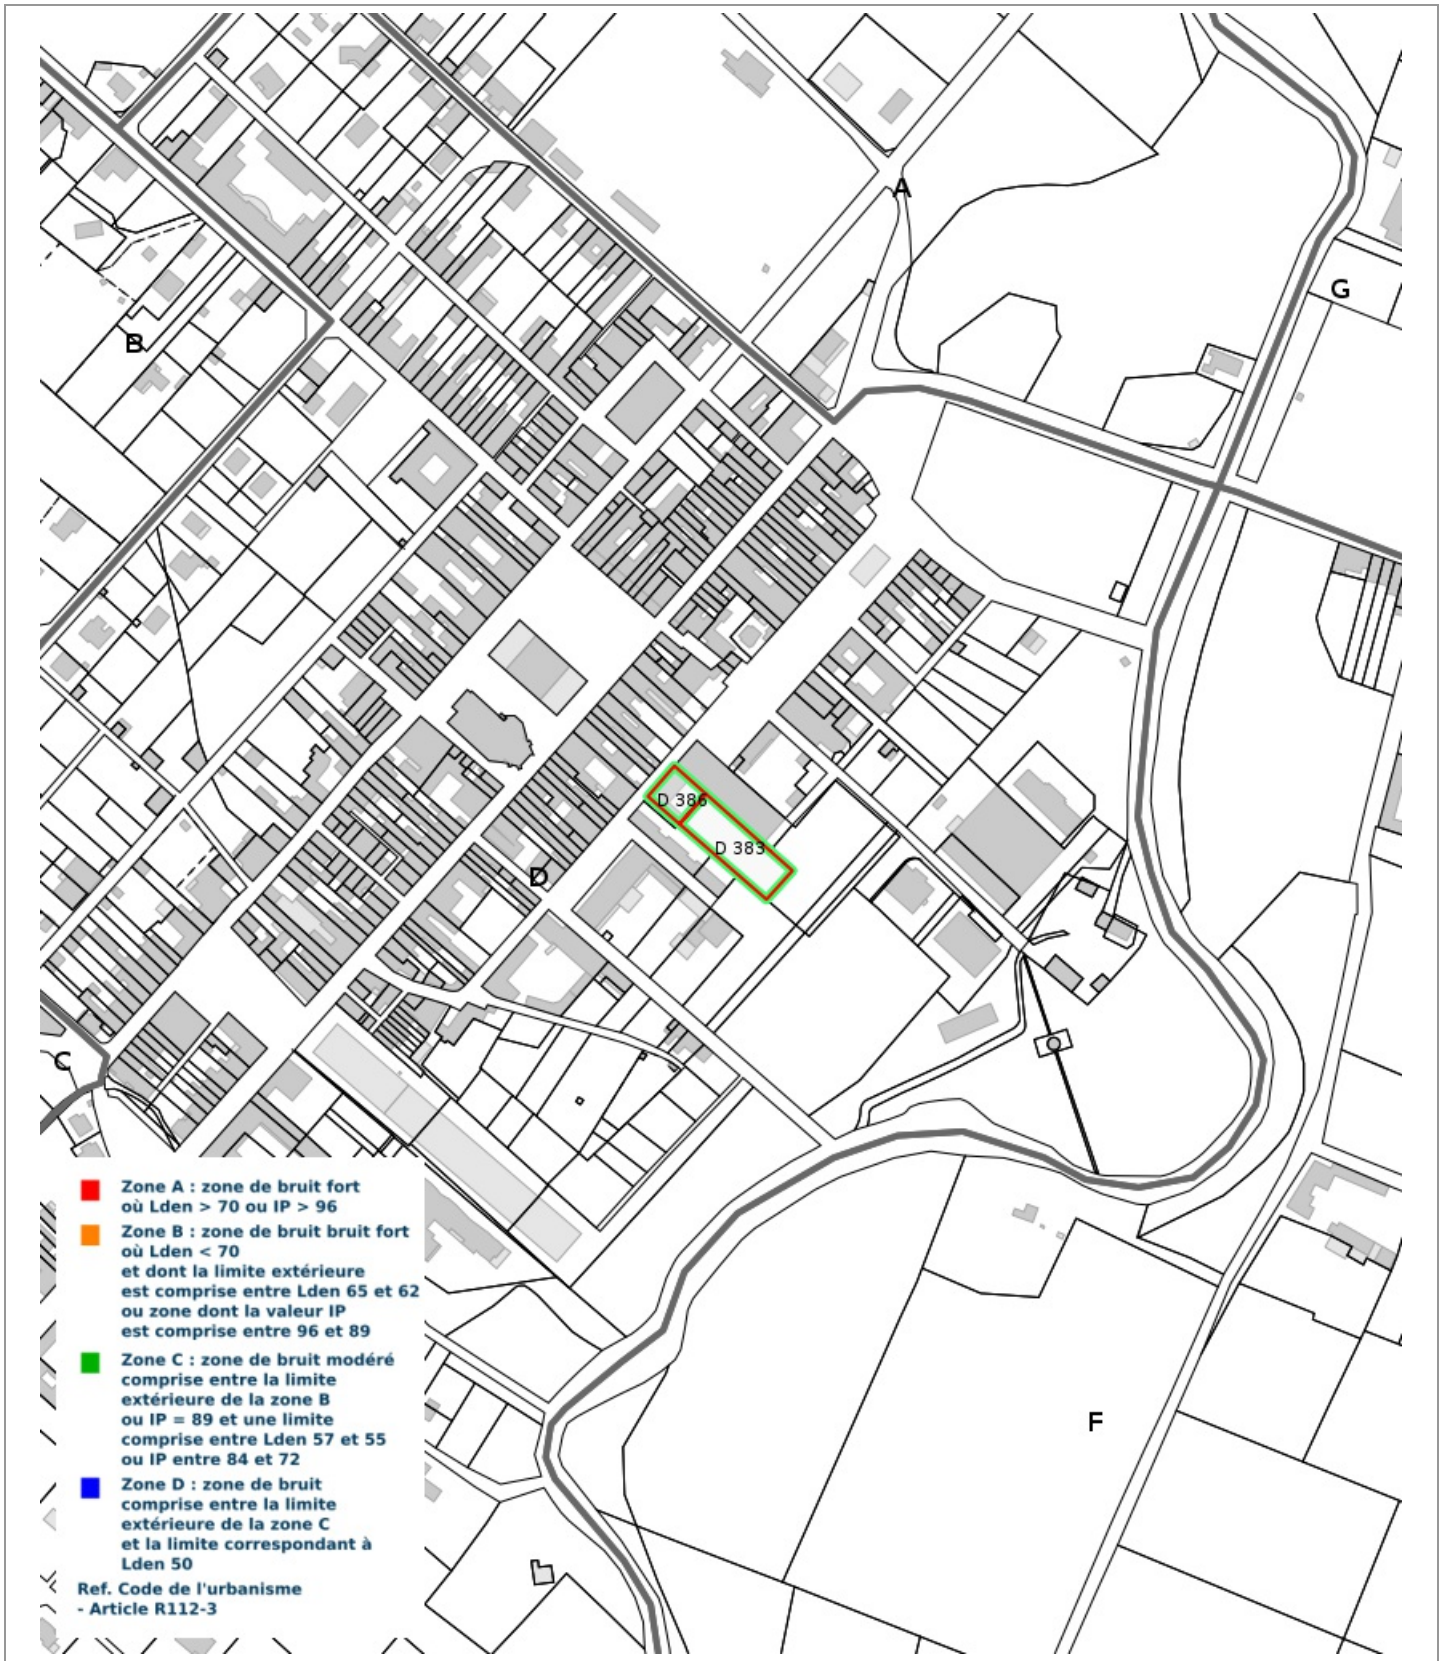 A
G
B
D 386
D 383
D
C
F
Zone A : zone de bruit fort
où Lden > 70 ou IP > 96
Zone B : zone de bruit bruit fort
où Lden < 70
et dont la limite extérieure
est comprise entre Lden 65 et 62
ou zone dont la valeur IP
est comprise entre 96 et 89
Zone C : zone de bruit modéré
comprise entre la limite
extérieure de la zone B
ou IP = 89 et une limite
comprise entre Lden 57 et 55
ou IP entre 84 et 72
Zone D : zone de bruit
comprise entre la limite
extérieure de la zone C
et la limite correspondant à
Lden 50
Ref. Code de l'urbanisme
- Article R112-3